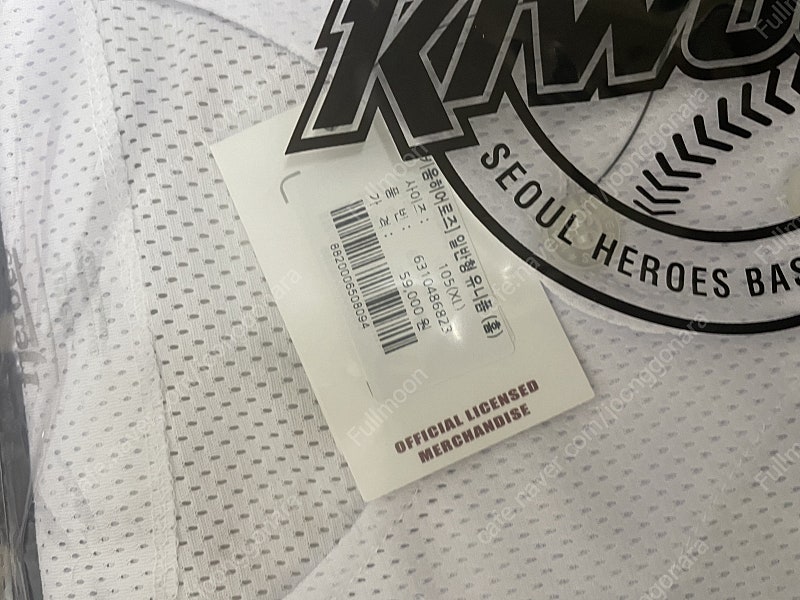 KIWO
SEOUL HEROES BAS
키움히어로즈] 일반형 유니폼 (홈)
사이즈 : 105(XL)
품 번 : 6310486823
가 격 : 59,000 원
8820006508094
OFFICIAL LICENSED
MERCHANDISE
Fullmoon
cafe.naver.com/joonggonara